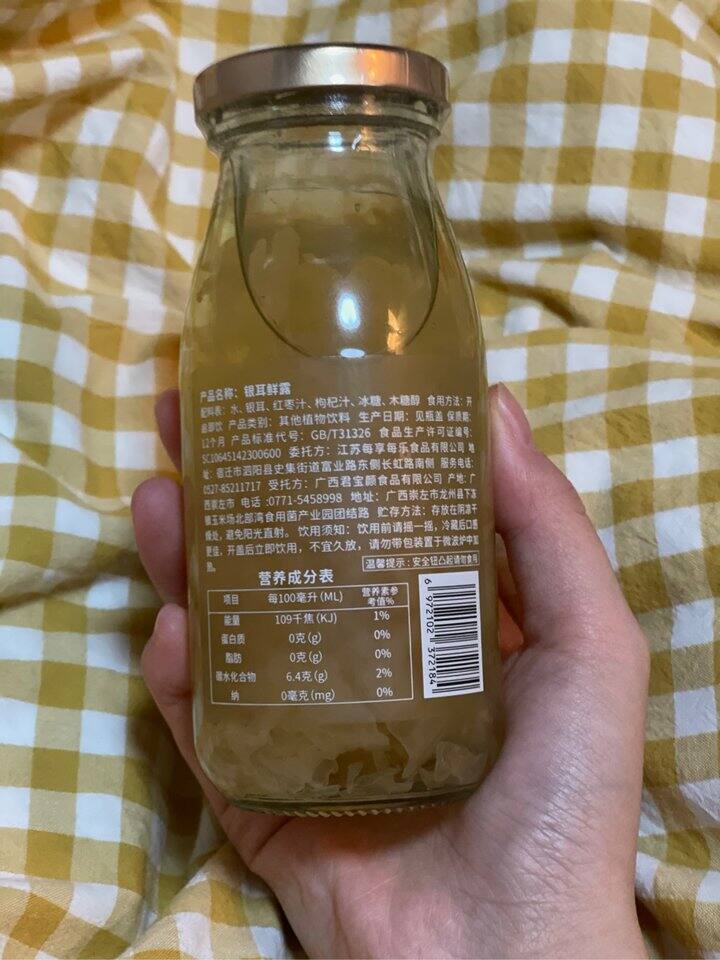 产品名称：银耳鲜露
配料表：水、银耳、红枣汁、枸杞汁、冰糖、木糖醇 食用方法：开
盖即饮 产品类别：其他植物饮料 生产日期：见瓶盖 保质期：
12个月 产品标准代号：GB/T31326 食品生产许可证编号：
SC10645142300600 委托方：江苏每享每乐食品有限公司 地
址：宿迁市泗阳县史集街道富业路东侧长虹路南侧 服务电话：
0527-85211717 受托方：广西君宝颜食品有限公司 产地：广
西崇左市 电话：0771-5458998 地址：广西崇左市龙州县下冻
镇玉米场北部湾食用菌产业园团结路 贮存方法：存放在阴凉干
燥处，避免阳光直射。 饮用须知：饮用前请摇一摇，冷藏后口感
更佳，开盖后立即饮用，不宜久放，请勿带包装置于微波炉中加
热。
温馨提示：安全钮凸起请勿食用
营养成分表
项目 每100毫升(ML) 营养素参考值%
能量 109千焦(KJ) 1%
蛋白质 0克(g) 0%
脂肪 0克(g) 0%
碳水化合物 6.4克(g) 2%
纳 0毫克(mg) 0%
6 972102 372184